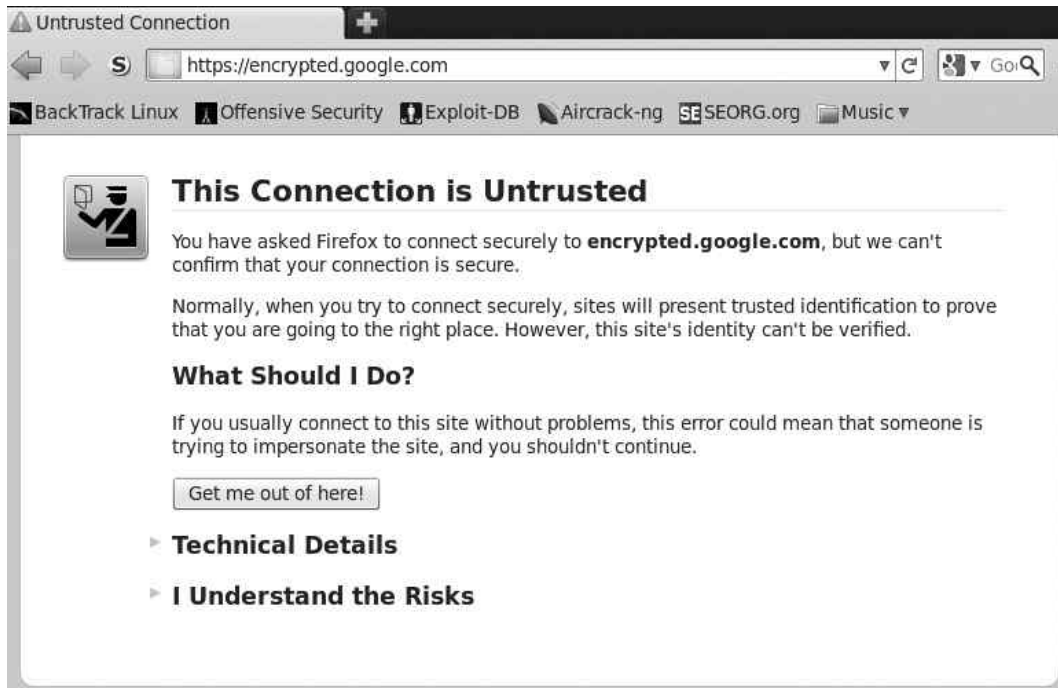 Untrusted Connection
S https://encrypted.google.com
BackTrack Linux Offensive Security Exploit-DB Aircrack-ng SE SEORG.org Music
This Connection is Untrusted
You have asked Firefox to connect securely to encrypted.google.com, but we can't
confirm that your connection is secure.
Normally, when you try to connect securely, sites will present trusted identification to prove
that you are going to the right place. However, this site's identity can't be verified.
What Should I Do?
If you usually connect to this site without problems, this error could mean that someone is
trying to impersonate the site, and you shouldn't continue.
Get me out of here!
Technical Details
I Understand the Risks